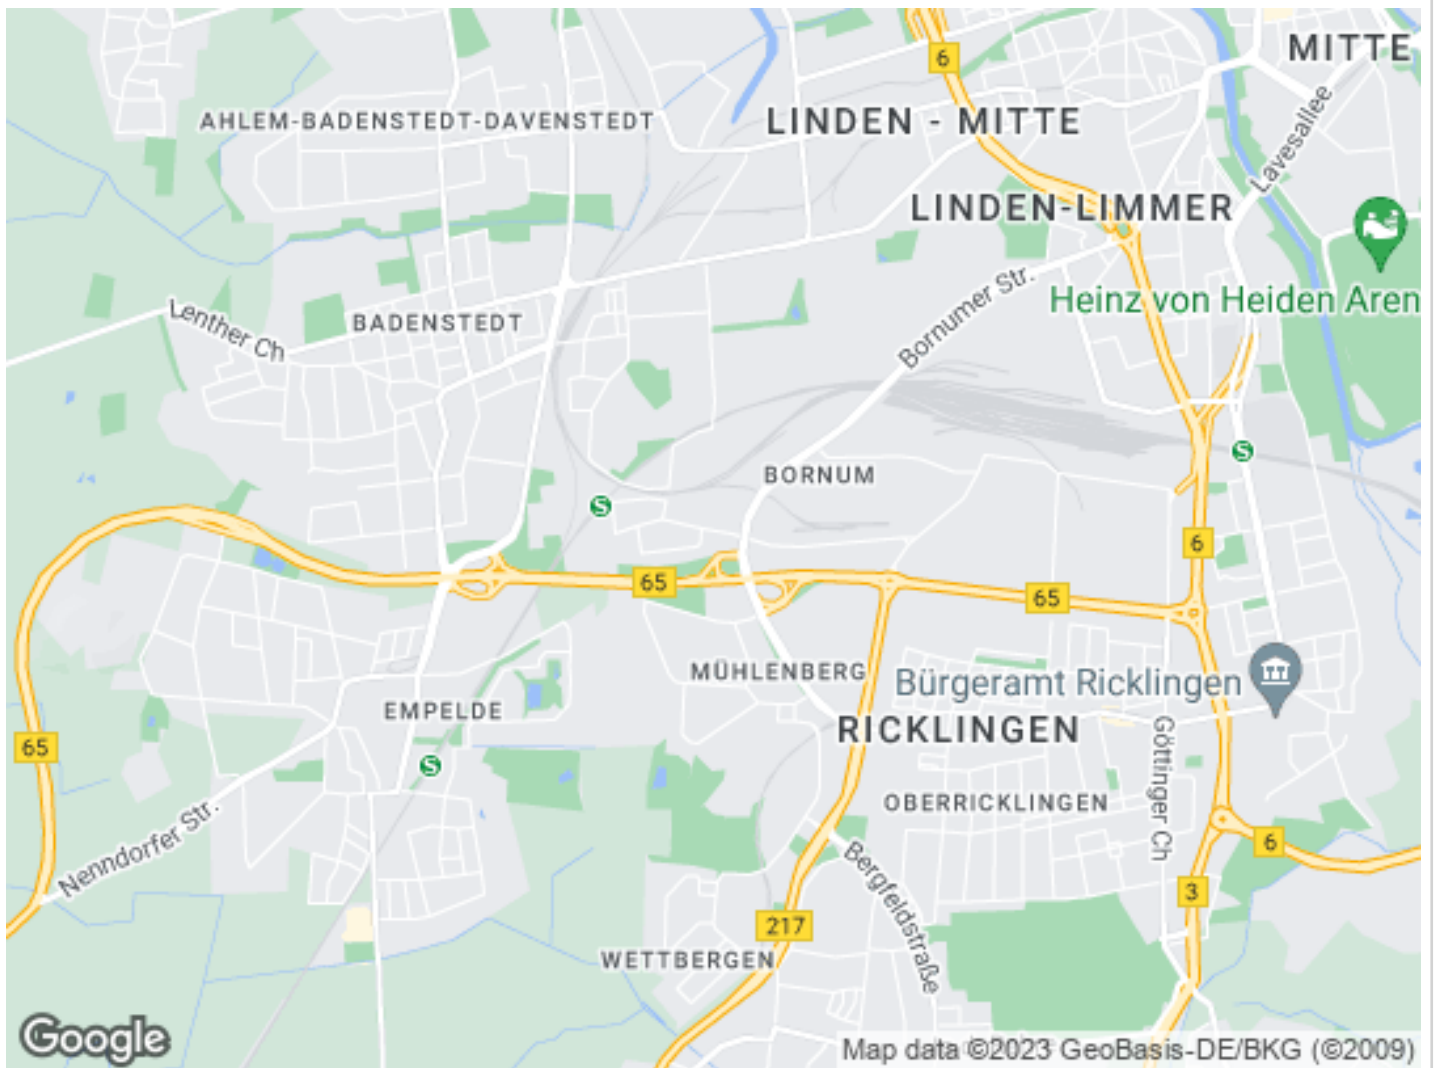 MITTE
6
AHLEM-BADENSTEDT-DAVENSTEDT
LINDEN - MITTE
Lavesallee
LINDEN-LIMMER
Bornumer Str.
Heinz von Heiden Aren
Lenther Ch
BADENSTEDT
BORNUM
S
S
6
65
65
MÜHLENBERG
Bürgeramt Ricklingen
EMPELDE
RICKLINGEN
65
S
Göttinger Ch
OBERRICKLINGEN
Nenndorfer Str.
6
Bergfeldstraße
3
217
WETTBERGEN
Google
Map data ©2023 GeoBasis-DE/BKG (©2009)